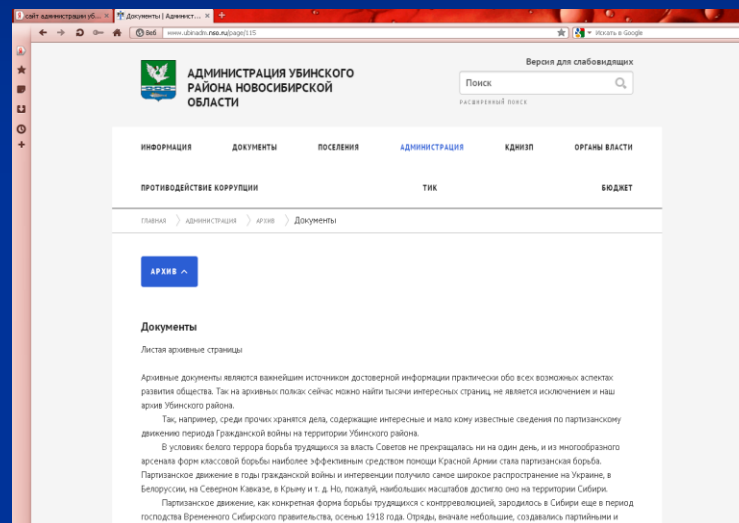 сайт администрации уб...
Документы | Админист...
Веб www.ubinadm.nso.ru/page/115
Искать в Google
Версия для слабовидящих
АДМИНИСТРАЦИЯ УБИНСКОГО
РАЙОНА НОВОСИБИРСКОЙ
ОБЛАСТИ
Поиск
РАСШИРЕННЫЙ ПОИСК
ИНФОРМАЦИЯ ДОКУМЕНТЫ ПОСЕЛЕНИЯ АДМИНИСТРАЦИЯ КДНИЗП ОРГАНЫ ВЛАСТИ
ПРОТИВОДЕЙСТВИЕ КОРРУПЦИИ ТИК БЮДЖЕТ
ГЛАВНАЯ АДМИНИСТРАЦИЯ АРХИВ Документы
АРХИВ
Документы
Листая архивные страницы
Архивные документы являются важнейшим источником достоверной информации практически обо всех возможных аспектах
развития общества. Так на архивных полках сейчас можно найти тысячи интересных страниц, не является исключением и наш
архив Убинского района.
Так, например, среди прочих хранятся дела, содержащие интересные и мало кому известные сведения по партизанскому
движению периода Гражданской войны на территории Убинского района.
В условиях белого террора борьба трудящихся за власть Советов не прекращалась ни на один день, и из многообразного
арсенала форм классовой борьбы наиболее эффективным средством помощи Красной Армии стала партизанская борьба.
Партизанское движение в годы гражданской войны и интервенции получило самое широкое распространение на Украине, в
Белоруссии, на Северном Кавказе, в Крыму и т. д. Но, пожалуй, наибольших масштабов достигло оно на территории Сибири.
Партизанское движение, как конкретная форма борьбы трудящихся с контрреволюцией, зародилось в Сибири еще в период
господства Временного Сибирского правительства, осенью 1918 года. Отряды, вначале небольшие, создавались партийными и